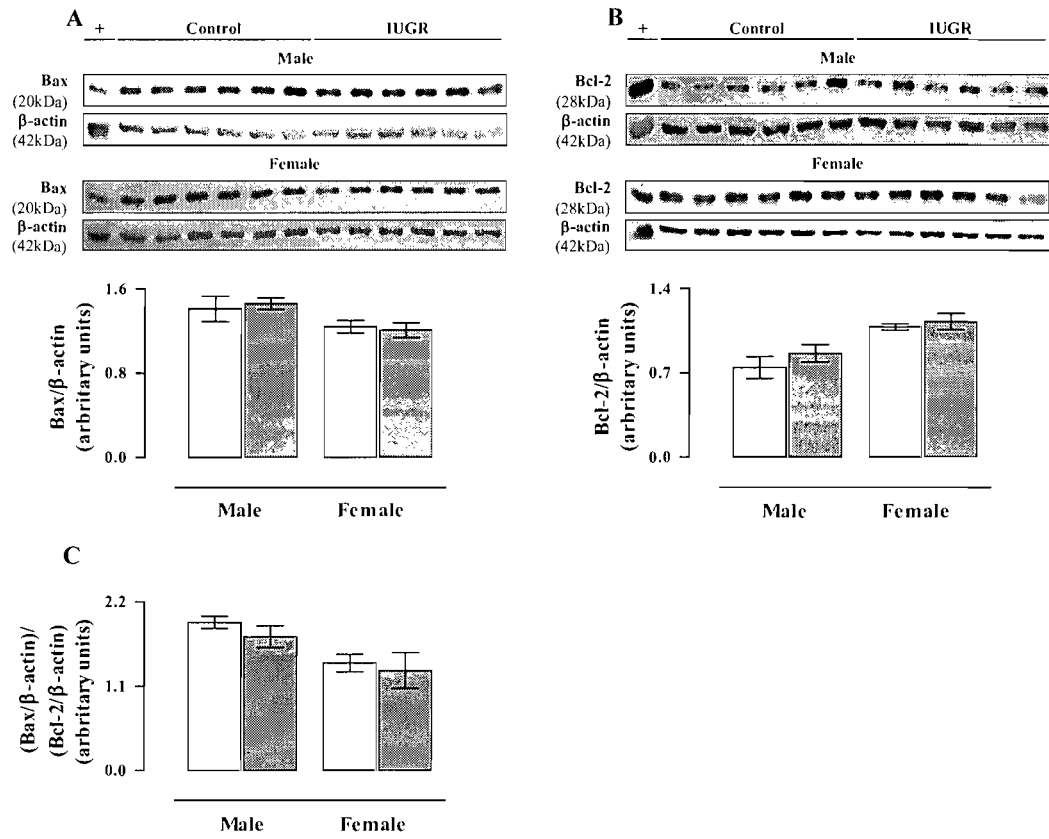 A
+ Control IUGR
Male
Bax
(20kDa)
β-actin
(42kDa)
Female
Bax
(20kDa)
β-actin
(42kDa)
1.6
0.8
0.0
Bax/β-actin
(arbritary units)
Male Female
B
+ Control IUGR
Male
Bcl-2
(28kDa)
β-actin
(42kDa)
Female
Bcl-2
(28kDa)
β-actin
(42kDa)
1.4
0.7
0.0
Bcl-2/β-actin
(arbritary units)
Male Female
C
2.2
1.1
0.0
(Bax/β-actin)/
(Bcl-2/β-actin)
(arbritary units)
Male Female